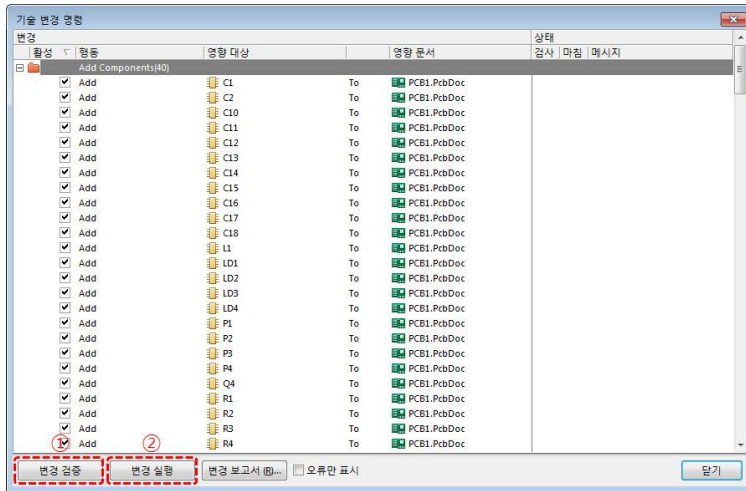 기술 변경 명령
변경 상태
활성 행동 영향 대상 영향 문서 검사 마침 메시지
Add Components(40)
Add C1 To PCB1.PcbDoc
Add C2 To PCB1.PcbDoc
Add C10 To PCB1.PcbDoc
Add C11 To PCB1.PcbDoc
Add C12 To PCB1.PcbDoc
Add C13 To PCB1.PcbDoc
Add C14 To PCB1.PcbDoc
Add C15 To PCB1.PcbDoc
Add C16 To PCB1.PcbDoc
Add C17 To PCB1.PcbDoc
Add C18 To PCB1.PcbDoc
Add L1 To PCB1.PcbDoc
Add LD1 To PCB1.PcbDoc
Add LD2 To PCB1.PcbDoc
Add LD3 To PCB1.PcbDoc
Add LD4 To PCB1.PcbDoc
Add P1 To PCB1.PcbDoc
Add P2 To PCB1.PcbDoc
Add P3 To PCB1.PcbDoc
Add P4 To PCB1.PcbDoc
Add Q4 To PCB1.PcbDoc
Add R1 To PCB1.PcbDoc
Add R2 To PCB1.PcbDoc
Add R3 To PCB1.PcbDoc
① Add ② R4 To PCB1.PcbDoc
변경 검증 변경 실행 변경 보고서 (R)... 오류만 표시 닫기